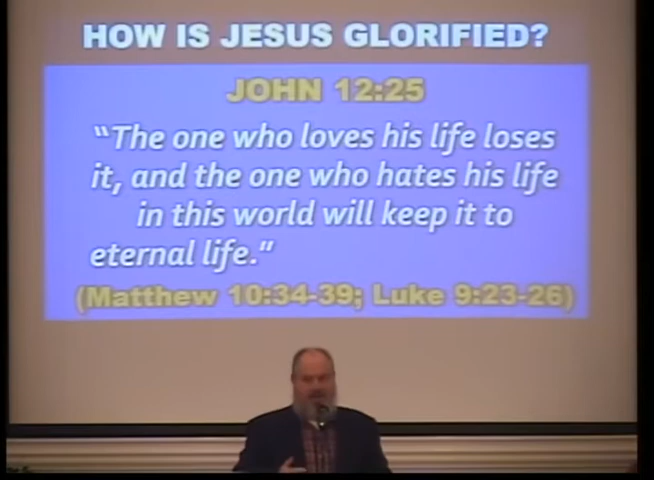 HOW IS JESUS GLORIFIED?
JOHN 12:25
"The one who loves his life loses
it, and the one who hates his life
in this world will keep it to
eternal life."
(Matthew 10:34-39; Luke 9:23-26)